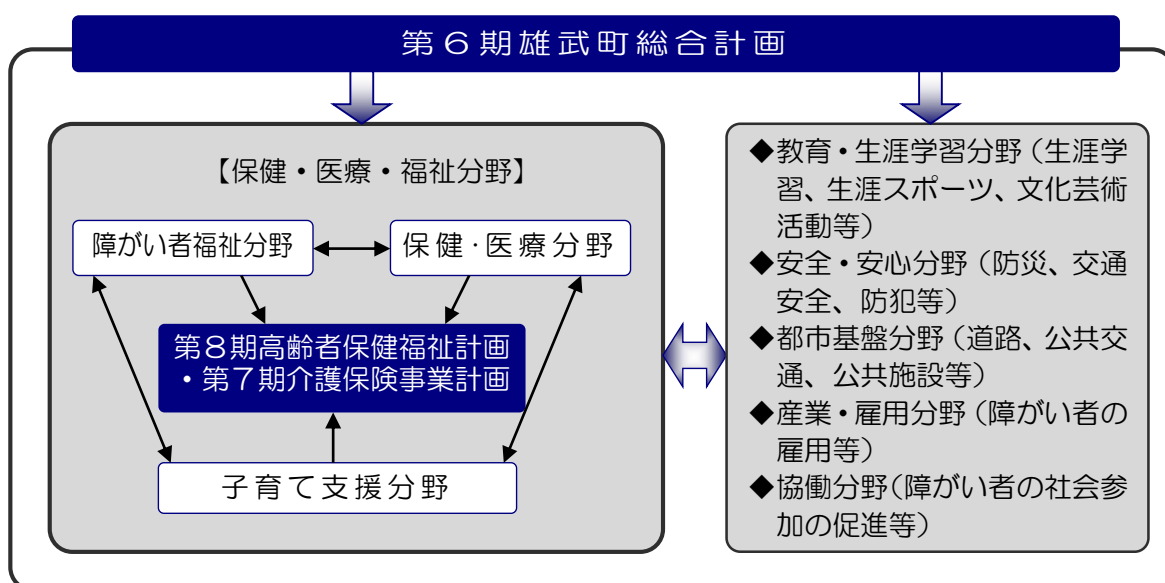 第６期雄武町総合計画
【保健・医療・福祉分野】
障がい者福祉分野
保健・医療分野
第８期高齢者保健福祉計画
・第７期介護保険事業計画
子育て支援分野
◆教育・生涯学習分野（生涯学
習、生涯スポーツ、文化芸術
活動等）
◆安全・安心分野（防災、交通
安全、防犯等）
◆都市基盤分野（道路、公共交
通、公共施設等）
◆産業・雇用分野（障がい者の
雇用等）
◆協働分野（障がい者の社会参
加の促進等）